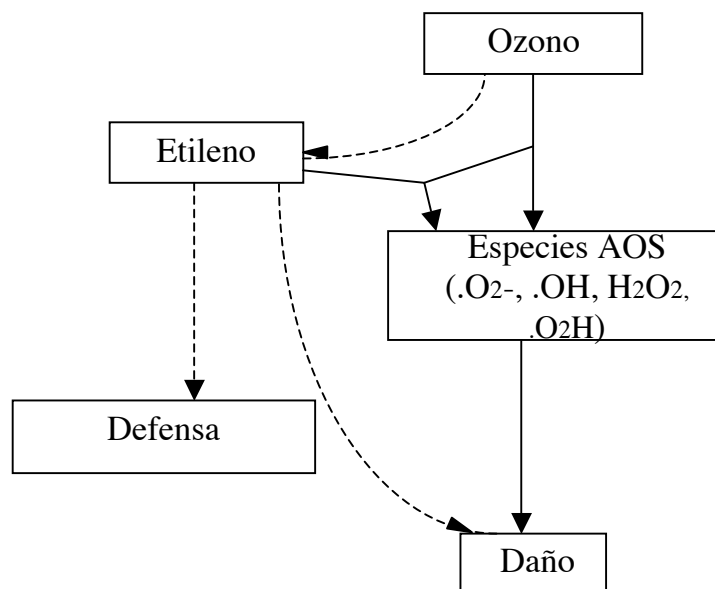 Ozono
Etileno
Especies AOS
(.O2-, .OH, H2O2,
.O2H)
Defensa
Daño